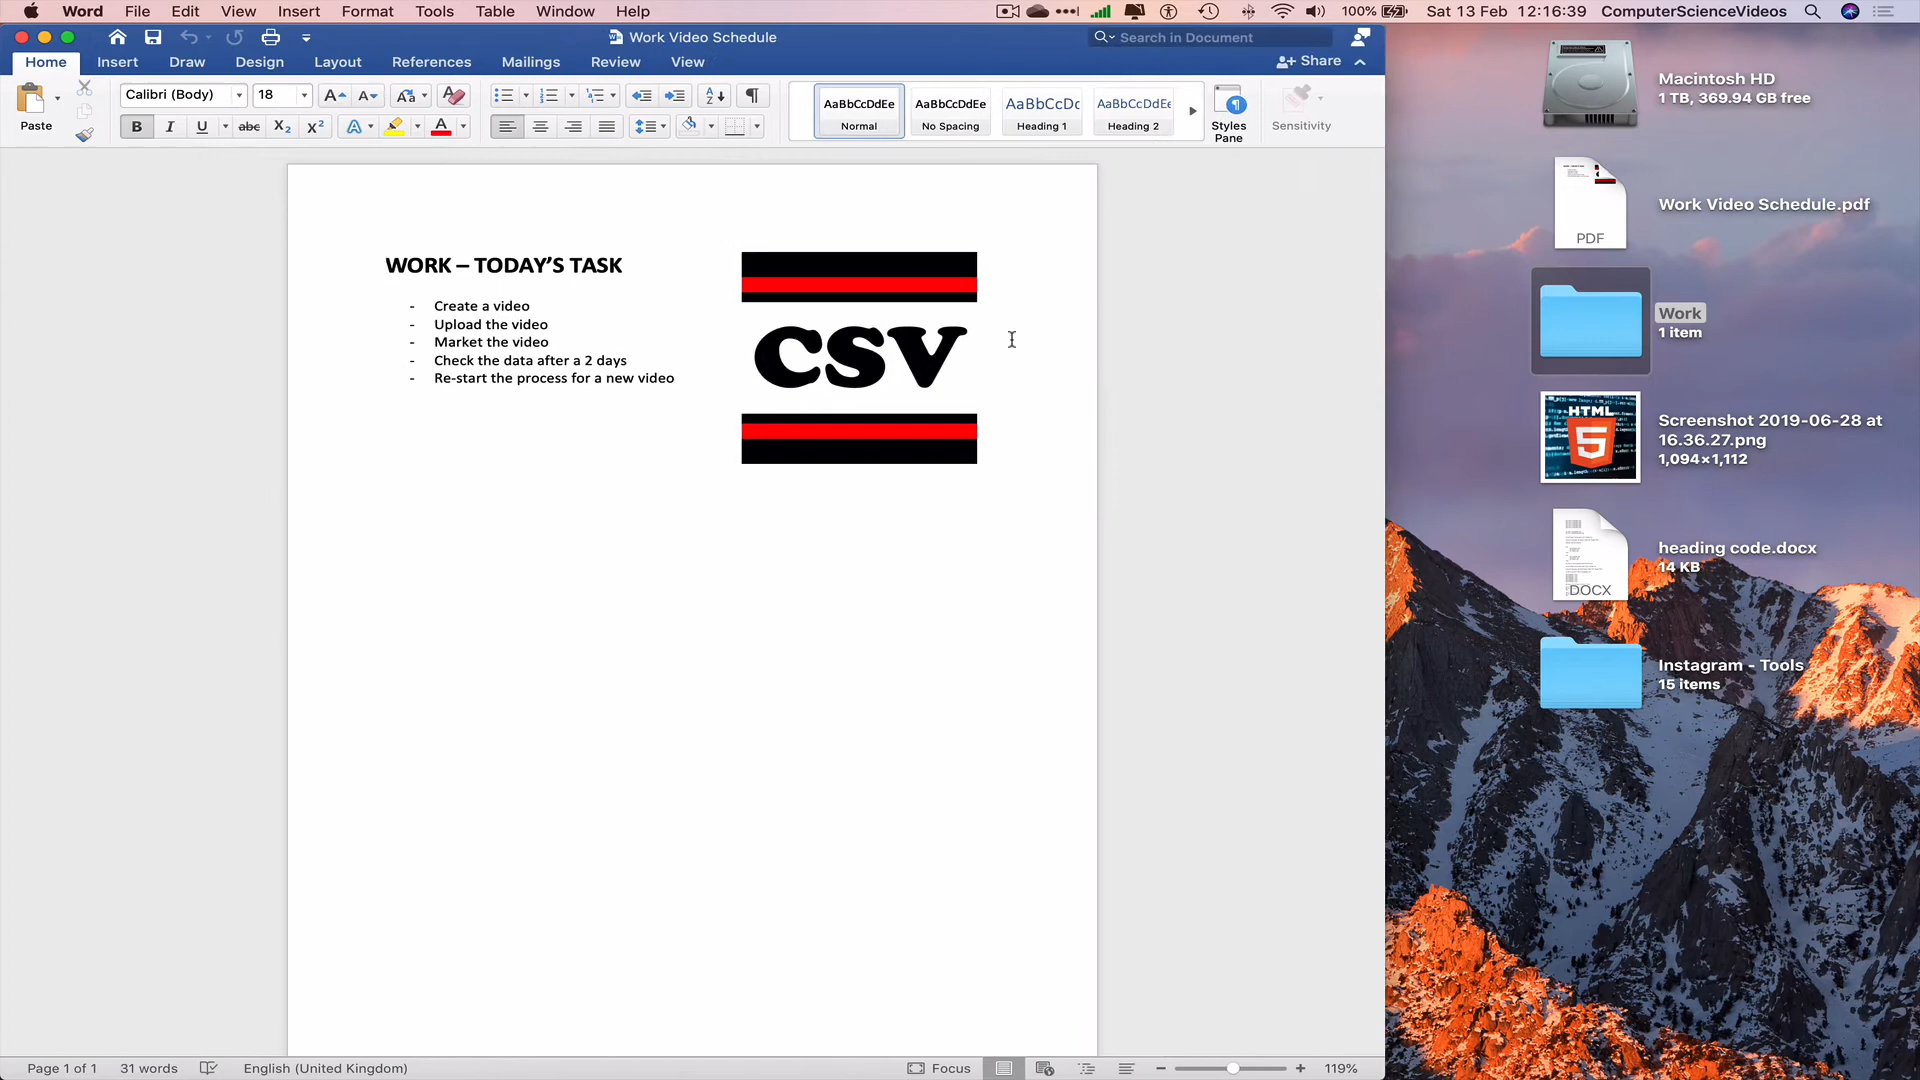 Word File Edit View Insert Format Tools Table Window Help 100% Sat 13 Feb 12:16:39 ComputerScienceVideos
Work Video Schedule
Search in Document
Home Insert Draw Design Layout References Mailings Review View Share
Paste
Calibri (Body) 18
AaBbCcDdEe AaBbCcDdEe AaBbCcDc AaBbCcDdEe
Normal No Spacing Heading 1 Heading 2
Styles Pane
Sensitivity
WORK – TODAY'S TASK
- Create a video
- Upload the video
- Market the video
- Check the data after a 2 days
- Re-start the process for a new video
CSV
Page 1 of 1 31 words English (United Kingdom) Focus 119%
Macintosh HD
1 TB, 369.94 GB free
PDF
Work Video Schedule.pdf
Work
1 item
HTML
5
Screenshot 2019-06-28 at
16.36.27.png
1,094×1,112
DOCX
heading code.docx
14 KB
Instagram - Tools
15 items